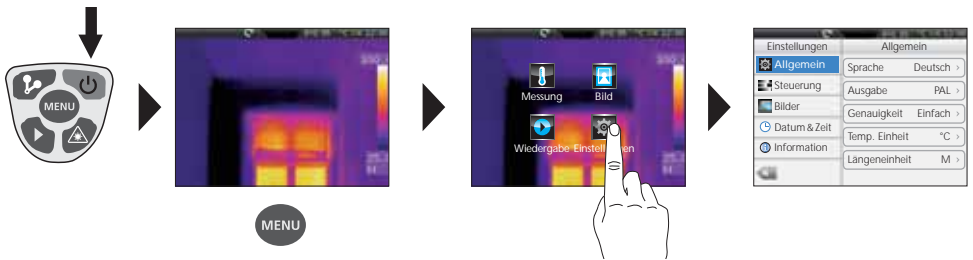 MENU
MENU
Messung Bild
Wiedergabe Einstellungen
Einstellungen Allgemein
Allgemein Sprache Deutsch ›
Steuerung Ausgabe PAL ›
Bilder Genauigkeit Einfach ›
Datum & Zeit Temp. Einheit °C ›
Information Längeneinheit M ›